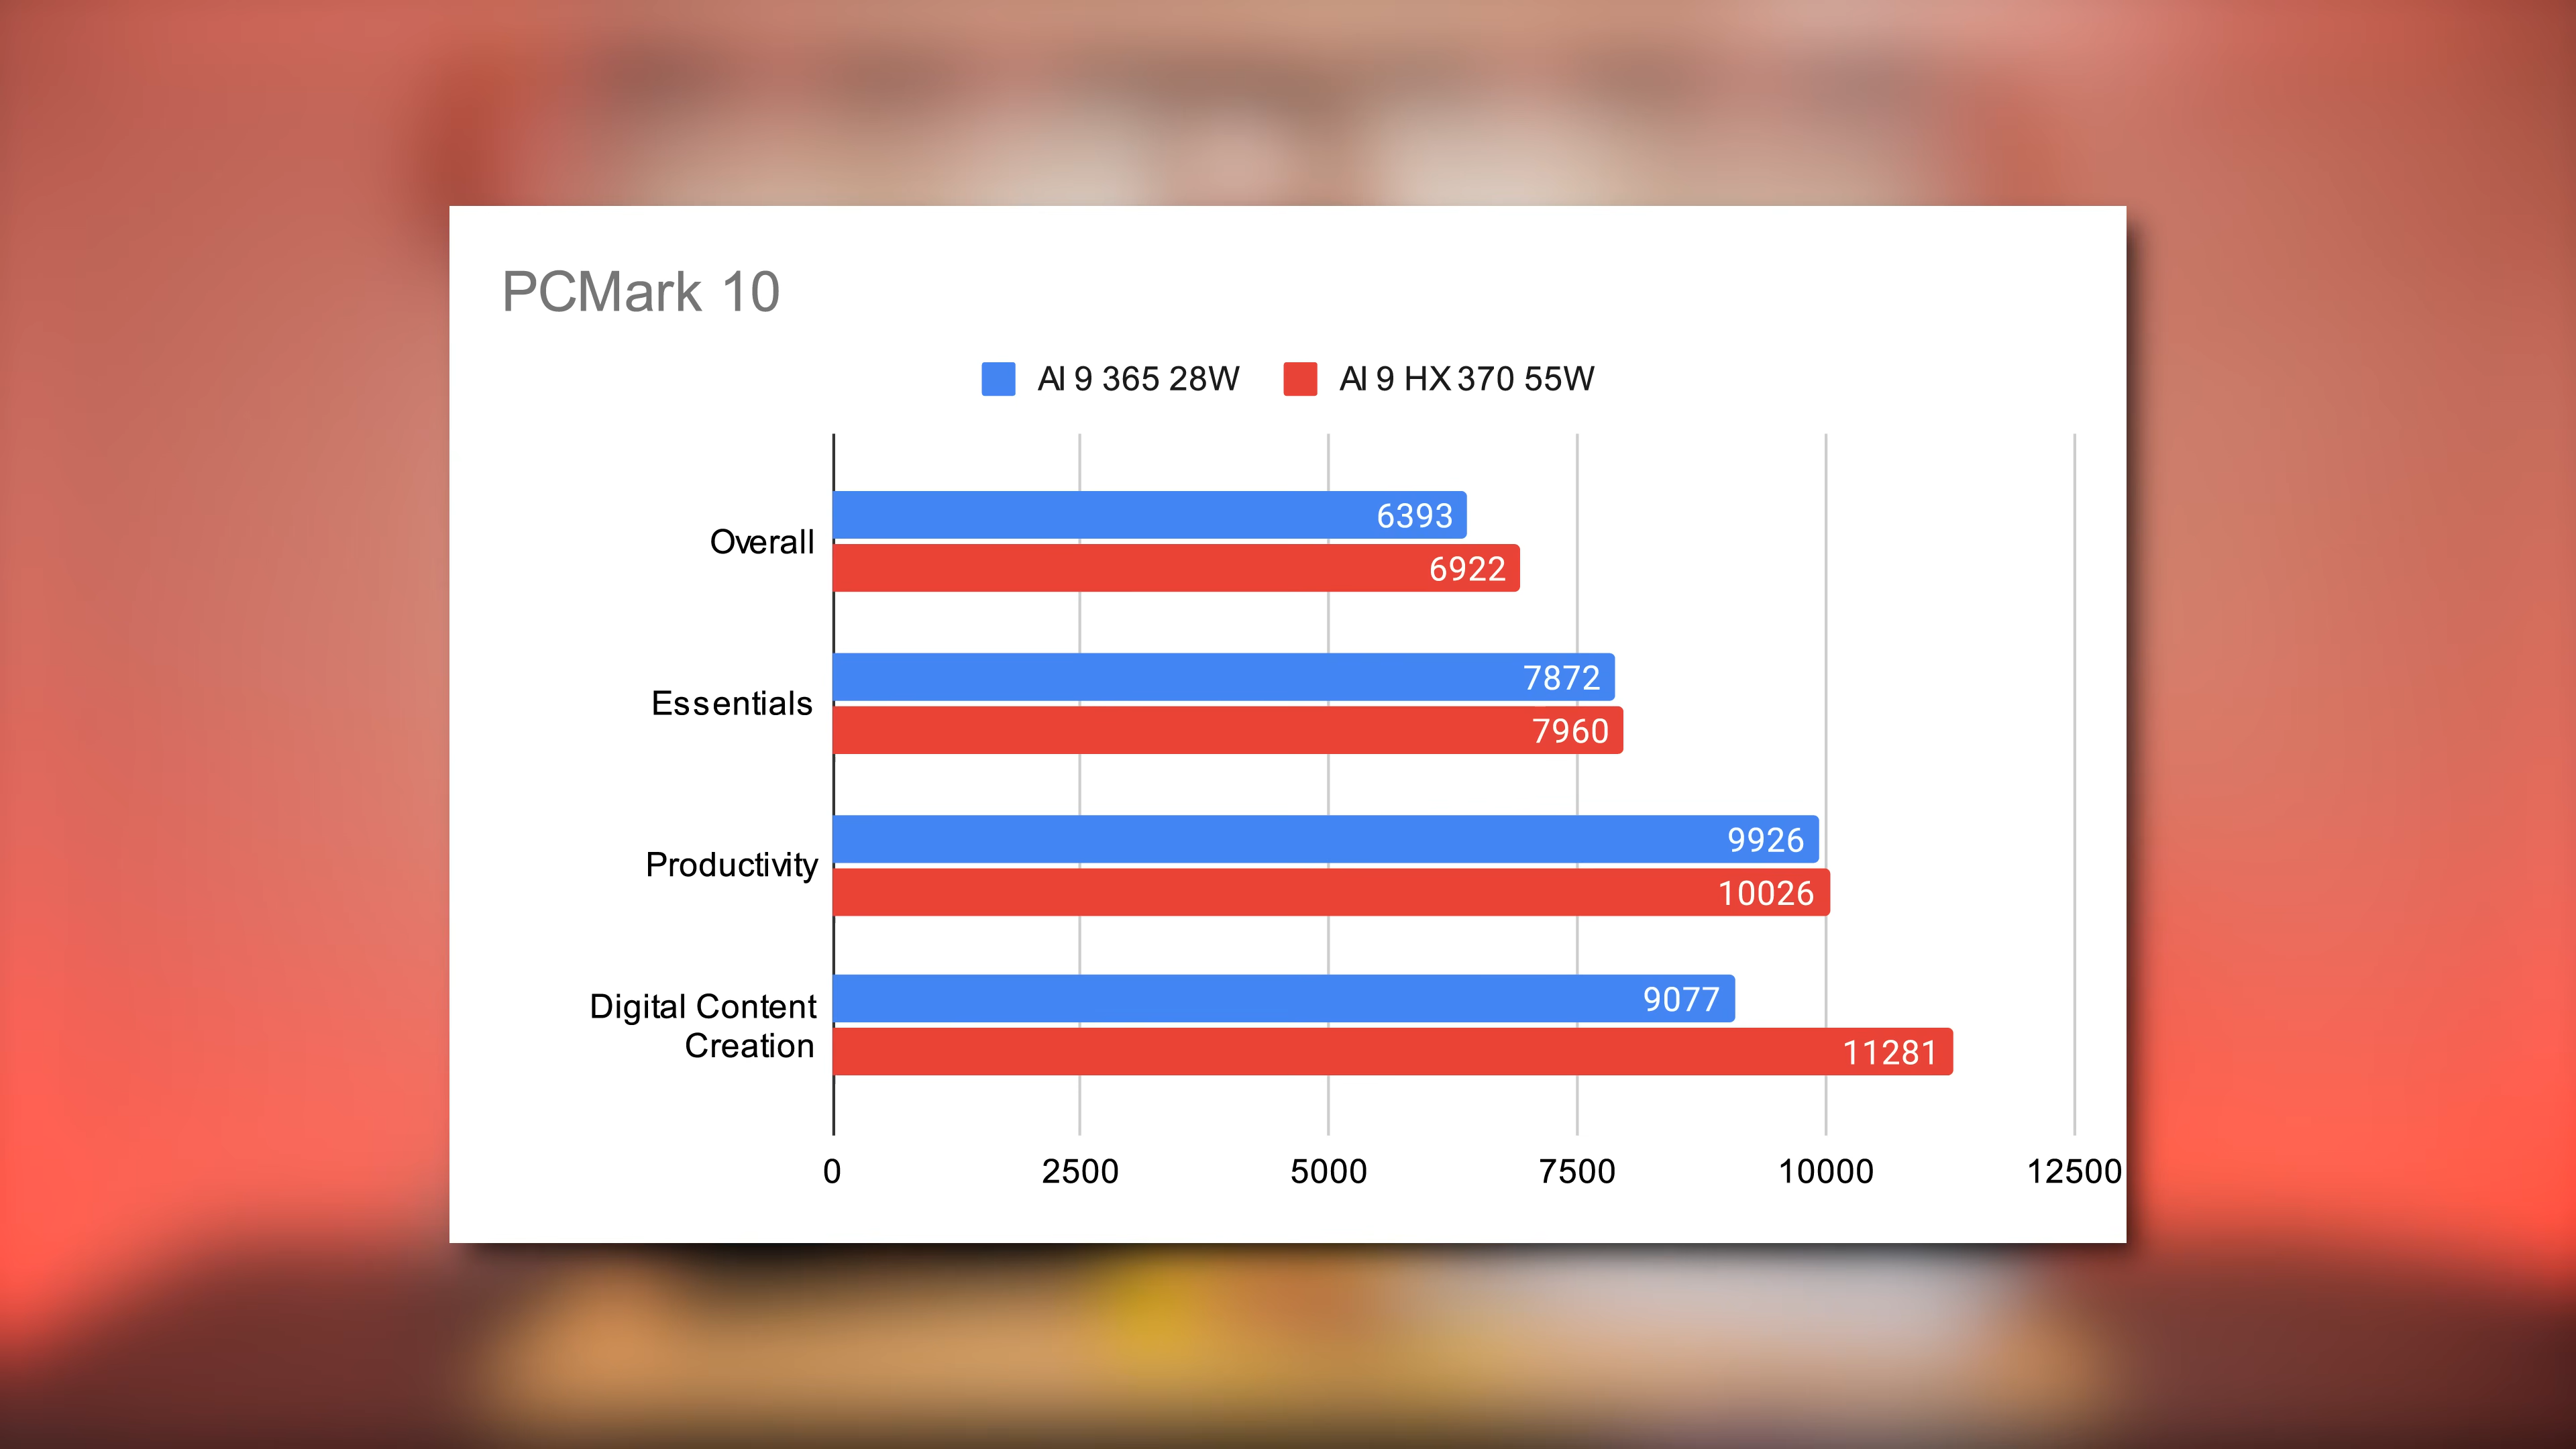 PCMark 10
AI 9 365 28W
AI 9 HX 370 55W
Overall
6393
6922
Essentials
7872
7960
Productivity
9926
10026
Digital Content
Creation
9077
11281
0 2500 5000 7500 10000 12500